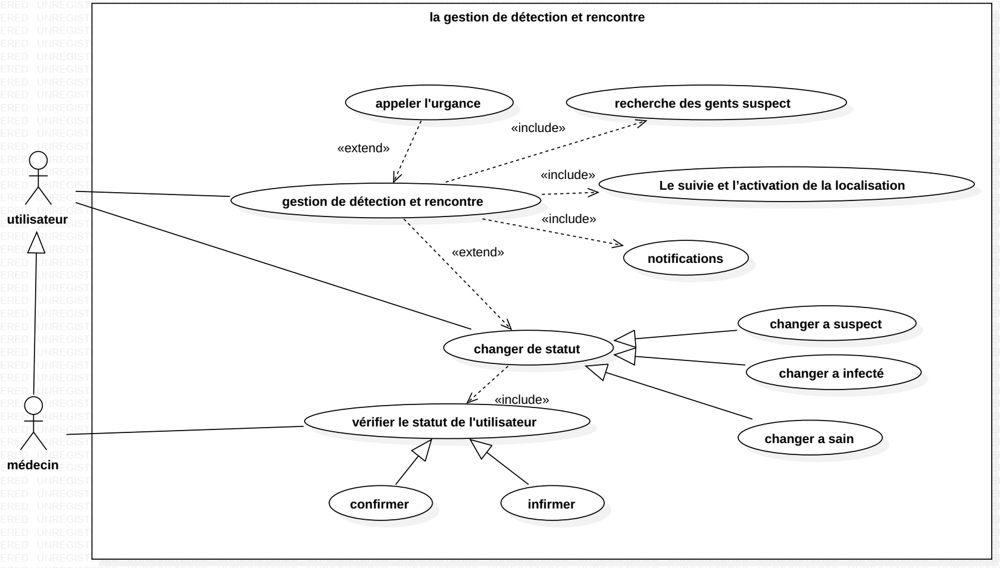 la gestion de détection et rencontre
appeler l'urgance
recherche des gents suspect
«include»
«extend»
«include»
Le suivie et l’activation de la localisation
gestion de détection et rencontre
utilisateur
«include»
«extend»
notifications
changer a suspect
changer de statut
changer a infecté
«include»
vérifier le statut de l'utilisateur
changer a sain
médecin
confirmer
infirmer